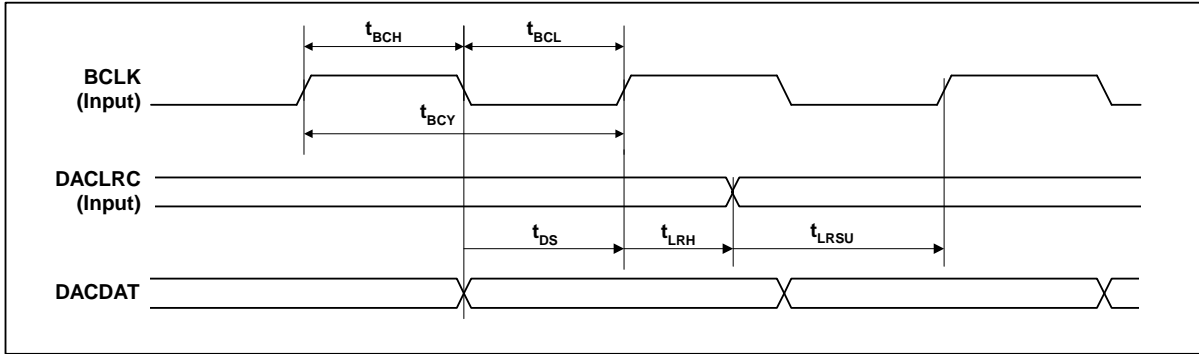 tBCH
tBCL
BCLK
(Input)
tBCY
DACLRC
(Input)
tDS
tLRH
tLRSU
DACDAT